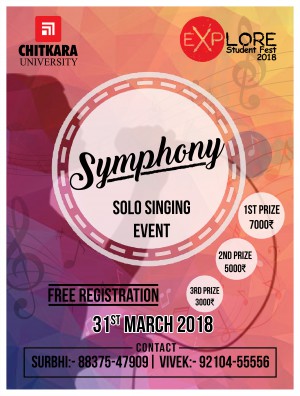 CHITKARA
UNIVERSITY
EXPLORE
Student Fest
2018
Symphony
SOLO SINGING
EVENT
1ST PRIZE
7000₹
2ND PRIZE
5000₹
3RD PRIZE
3000₹
FREE REGISTRATION
31ST MARCH 2018
CONTACT
SURBHI:- 88375-47909 | VIVEK:- 92104-55556